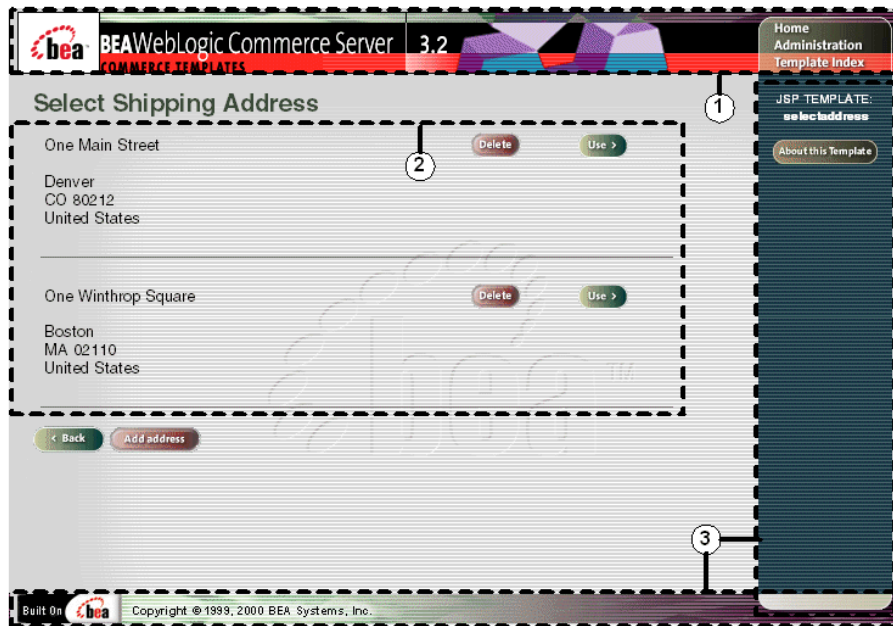 bea BEAWebLogic Commerce Server 3.2
COMMERCE TEMPLATES
Home
Administration
Template Index
1
JSP TEMPLATE:
selectaddress
About this Template
Select Shipping Address
2
One Main Street Delete Use >
Denver
CO 80212
United States
One Winthrop Square Delete Use >
Boston
MA 02110
United States
bea TM
< Back Add address
3
Built On bea Copyright © 1999, 2000 BEA Systems, Inc.